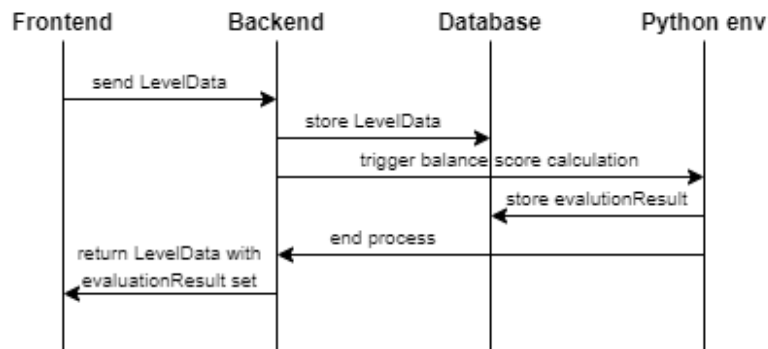 Frontend
Backend
Database
Python env
send LevelData
store LevelData
trigger balance score calculation
store evalutionResult
end process
return LevelData with
evaluationResult set